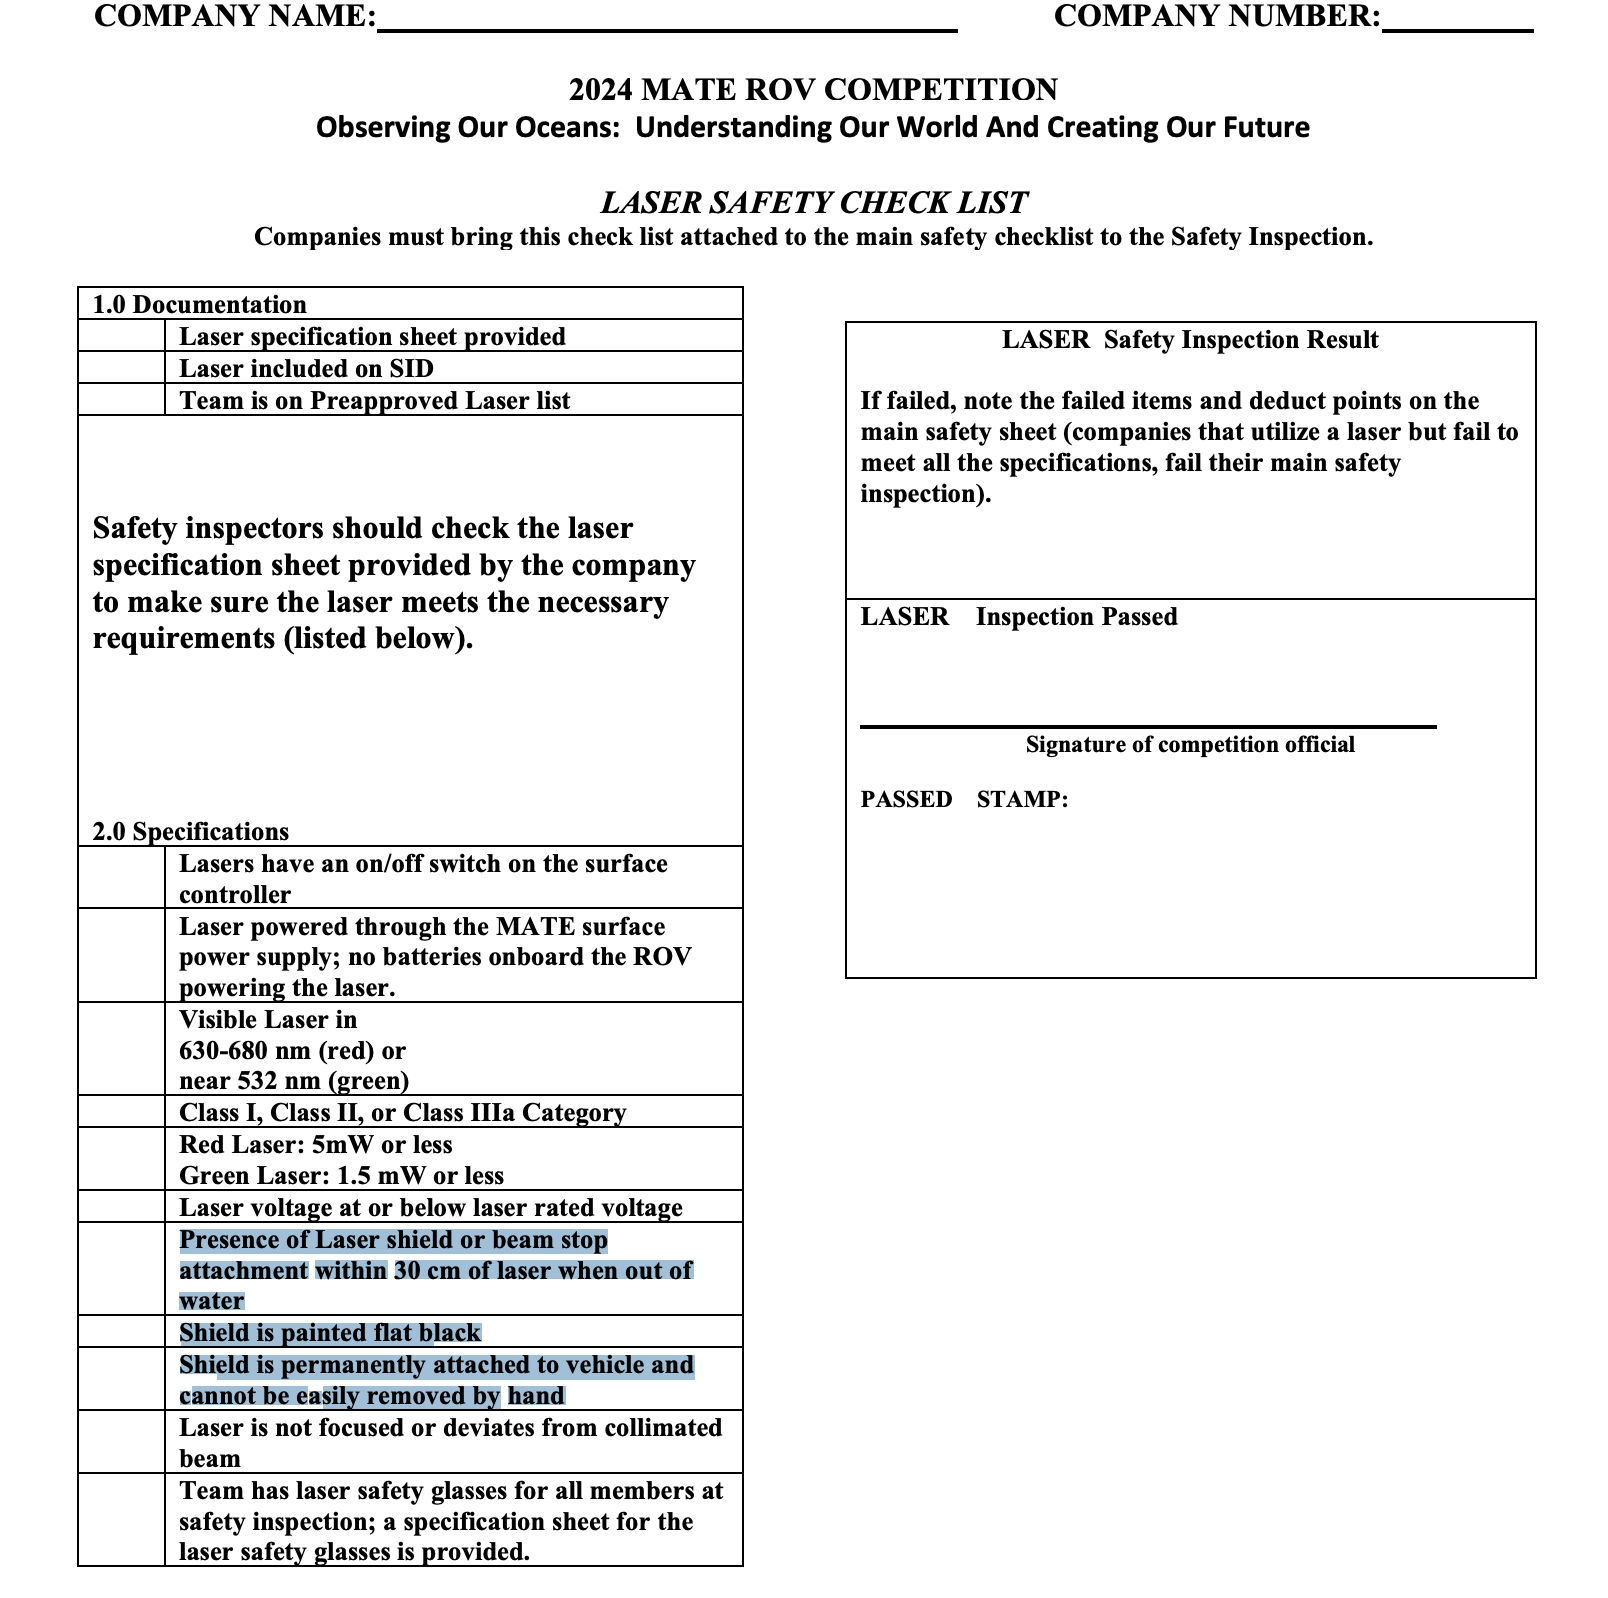 COMPANY NAME: COMPANY NUMBER:
2024 MATE ROV COMPETITION
Observing Our Oceans: Understanding Our World And Creating Our Future
LASER SAFETY CHECK LIST
Companies must bring this check list attached to the main safety checklist to the Safety Inspection.
1.0 Documentation
Laser specification sheet provided
Laser included on SID
Team is on Preapproved Laser list
Safety inspectors should check the laser
specification sheet provided by the company
to make sure the laser meets the necessary
requirements (listed below).
2.0 Specifications
Lasers have an on/off switch on the surface
controller
Laser powered through the MATE surface
power supply; no batteries onboard the ROV
powering the laser.
Visible Laser in
630-680 nm (red) or
near 532 nm (green)
Class I, Class II, or Class IIIa Category
Red Laser: 5mW or less
Green Laser: 1.5 mW or less
Laser voltage at or below laser rated voltage
Presence of Laser shield or beam stop
attachment within 30 cm of laser when out of
water
Shield is painted flat black
Shield is permanently attached to vehicle and
cannot be easily removed by hand
Laser is not focused or deviates from collimated
beam
Team has laser safety glasses for all members at
safety inspection; a specification sheet for the
laser safety glasses is provided.
LASER Safety Inspection Result
If failed, note the failed items and deduct points on the
main safety sheet (companies that utilize a laser but fail to
meet all the specifications, fail their main safety
inspection).
LASER Inspection Passed
Signature of competition official
PASSED STAMP: